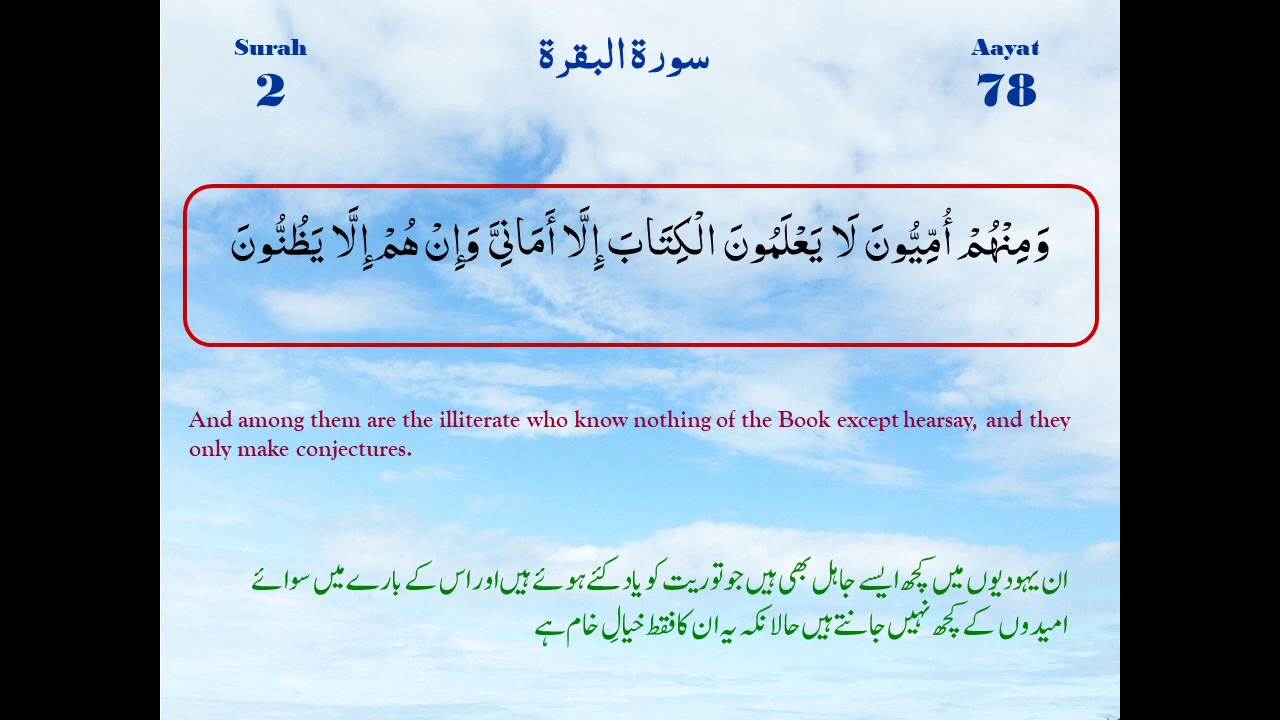 Surah
2
سورة البقرة
Aayat
78
وَمِنْهُمْ أُمِّيُّونَ لَا يَعْلَمُونَ الْكِتَابَ إِلَّا أَمَانِيَّ وَإِنْ هُمْ إِلَّا يَظُنُّونَ
And among them are the illiterate who know nothing of the Book except hearsay, and they
only make conjectures.
ان یہودیوں میں کچھ ایسے جاہل بھی ہیں جو توریت کو یاد کئے ہوئے ہیں اور اس کے بارے میں سوائے
امیدوں کے کچھ نہیں جانتے ہیں حالانکہ یہ ان کا فقط خیالِ خام ہے